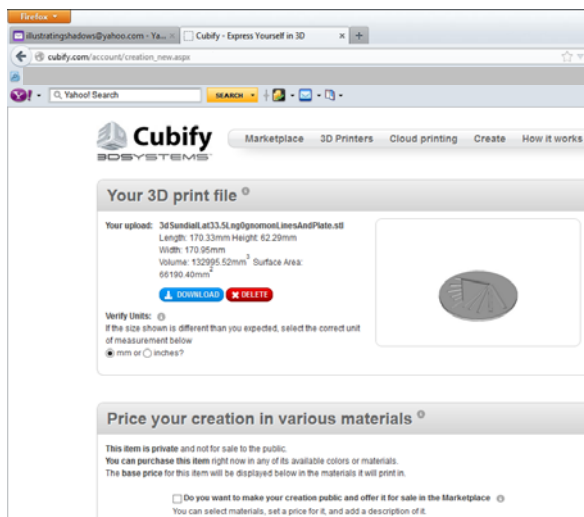 Firefox
illustratingshadows@yahoo.com - Ya...
Cubify - Express Yourself in 3D
cubify.com/account/creation_new.aspx
Yahoo! Search
SEARCH
Cubify
3DSYSTEMS
Marketplace 3D Printers Cloud printing Create How it works
Your 3D print file
Your upload: 3dSundialLat33.5Lng0gnomonLinesAndPlate.stl
Length: 170.33mm Height: 62.29mm
Width: 170.95mm
Volume: 132995.52mm3 Surface Area:
66190.40mm2
DOWNLOAD DELETE
Verify Units:
If the size shown is different than you expected, select the correct unit
of measurement below
mm or inches?
Price your creation in various materials
This item is private and not for sale to the public.
You can purchase this item right now in any of its available colors or materials.
The base price for this item will be displayed below in the materials it will print in.
Do you want to make your creation public and offer it for sale in the Marketplace
You can select materials, set a price for it, and add a description of it.